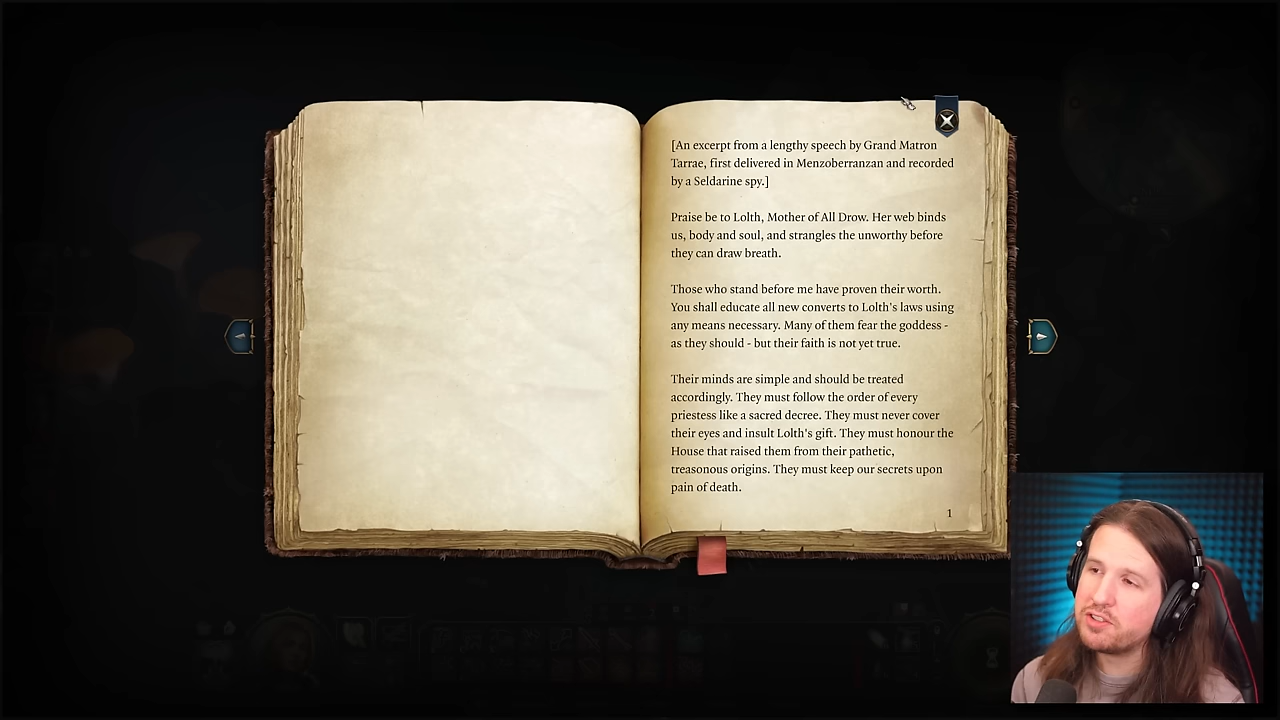 [An excerpt from a lengthy speech by Grand Matron
Tarrae, first delivered in Menzoberranzan and recorded
by a Seldarine spy.]
Praise be to Lolth, Mother of All Drow. Her web binds
us, body and soul, and strangles the unworthy before
they can draw breath.
Those who stand before me have proven their worth.
You shall educate all new converts to Lolth's laws using
any means necessary. Many of them fear the goddess -
as they should - but their faith is not yet true.
Their minds are simple and should be treated
accordingly. They must follow the order of every
priestess like a sacred decree. They must never cover
their eyes and insult Lolth's gift. They must honour the
House that raised them from their pathetic,
treasonous origins. They must keep our secrets upon
pain of death.
1